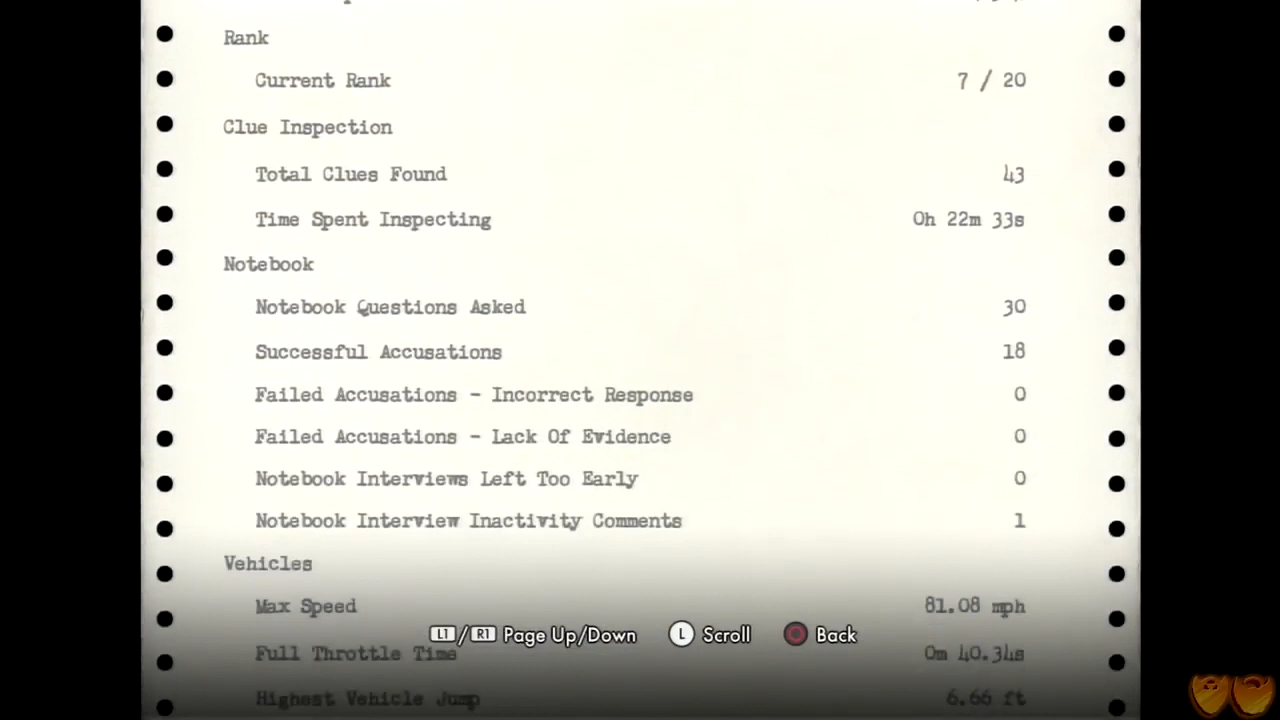 Rank
Current Rank 7 / 20
Clue Inspection
Total Clues Found 43
Time Spent Inspecting 0h 22m 33s
Notebook
Notebook Questions Asked 30
Successful Accusations 18
Failed Accusations - Incorrect Response 0
Failed Accusations - Lack Of Evidence 0
Notebook Interviews Left Too Early 0
Notebook Interview Inactivity Comments 1
Vehicles
Max Speed 81.08 mph
L1/R1 Page Up/Down L Scroll Back
Full Throttle Time 0m 40.34s
Highest Vehicle Jump 6.66 ft